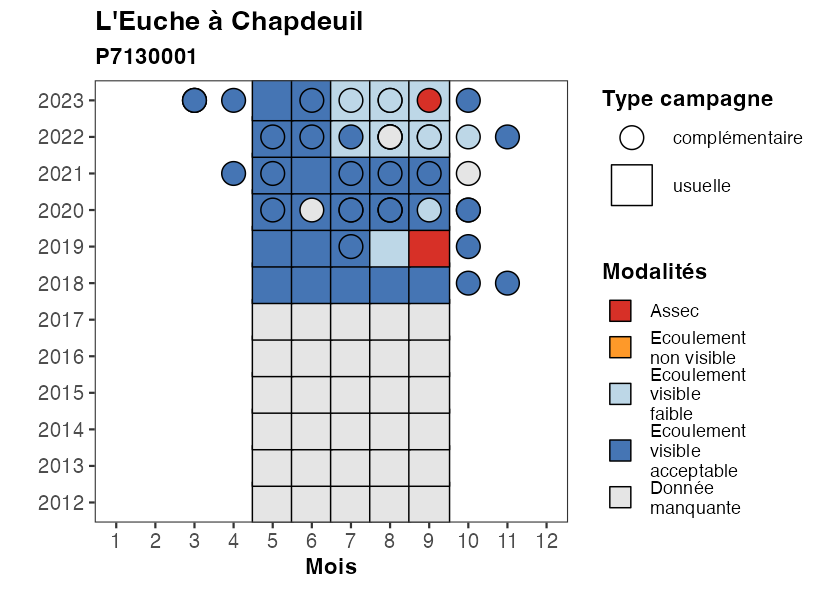 L'Euche à Chapdeuil
P7130001
2023
2022
2021
2020
2019
2018
2017
2016
2015
2014
2013
2012
1 2 3 4 5 6 7 8 9 10 11 12
Mois
Type campagne
complémentaire
usuelle
Modalités
Assec
Ecoulement
non visible
Ecoulement
visible
faible
Ecoulement
visible
acceptable
Donnée
manquante